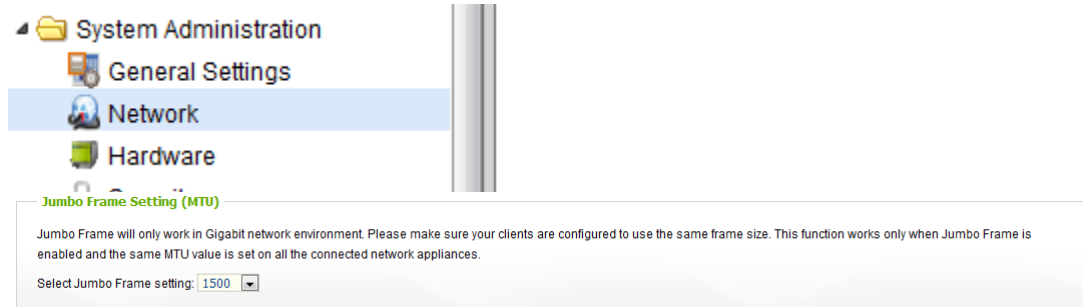 System Administration
General Settings
Network
Hardware
Jumbo Frame Setting (MTU)
Jumbo Frame will only work in Gigabit network environment. Please make sure your clients are configured to use the same frame size. This function works only when Jumbo Frame is
enabled and the same MTU value is set on all the connected network appliances.
Select Jumbo Frame setting: 1500